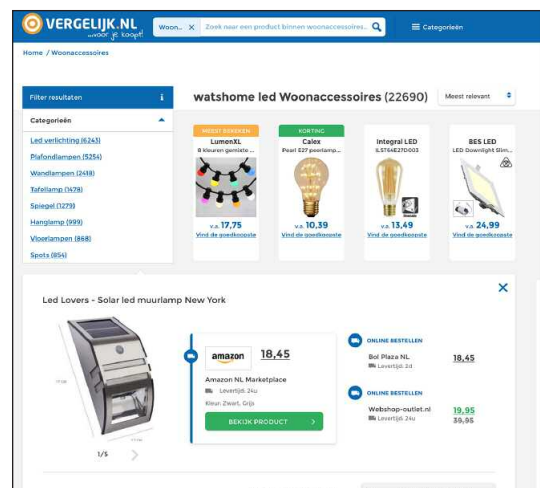 VERGELIJK.NL
...voor je koopt!
Woon... X
Zoek naar een product binnen woonaccessoires...
Categorieën
Home / Woonaccessoires
Filter resultaten
i
watshome led Woonaccessoires (22690)
Meest relevant
Categorieën
Led verlichting (6243)
Plafondlampen (5254)
Wandlampen (2418)
Tafellamp (1478)
Spiegel (1279)
Hanglamp (999)
Vloerlampen (868)
Spots (854)
MEEST BEKEKEN
LumenXL
8 kleuren gemixte ...
v.a. 17,75
Vind de goedkoopste
KORTING
Calex
Pearl E27 peerlamp...
v.a. 10,39
Vind de goedkoopste
Integral LED
ILST64E27D003
v.a. 13,49
Vind de goedkoopste
BES LED
LED Downlight Slim...
v.a. 24,99
Vind de goedkoopste
Led Lovers - Solar led muurlamp New York
1/5
amazon
18,45
Amazon NL Marketplace
Levertijd: 24u
Kleur: Zwart, Grijs
BEKIJK PRODUCT
ONLINE BESTELLEN
Bol Plaza NL
18,45
Levertijd: 2d
ONLINE BESTELLEN
Webshop-outlet.nl
19,95
Levertijd: 24u
39,95